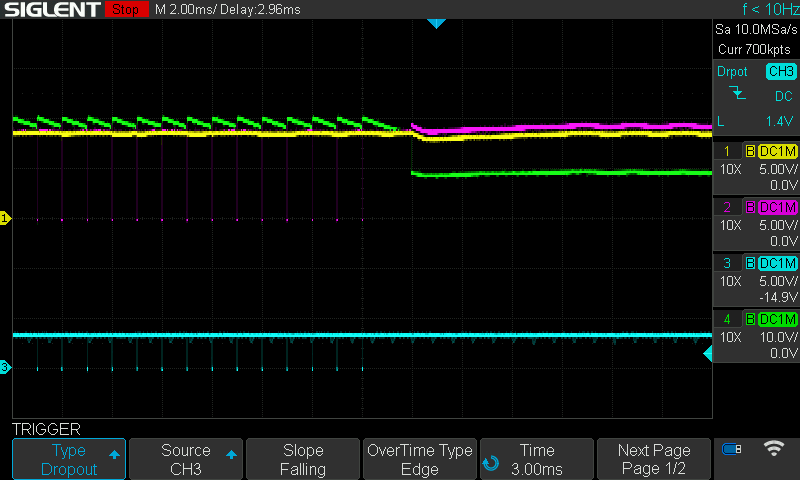 SIGLENT Stop M 2.00ms/ Delay:2.96ms f < 10Hz
Sa 10.0MSa/s
Curr 700kpts
Drpot CH3
DC
L 1.4V
1 B DC1M
10X 5.00V/
0.0V
2 B DC1M
10X 5.00V/
0.0V
3 B DC1M
10X 5.00V/
-14.9V
4 B DC1M
10X 10.0V/
0.0V
1
3
TRIGGER
Type
Dropout
Source
CH3
Slope
Falling
OverTime Type
Edge
Time
3.00ms
Next Page
Page 1/2